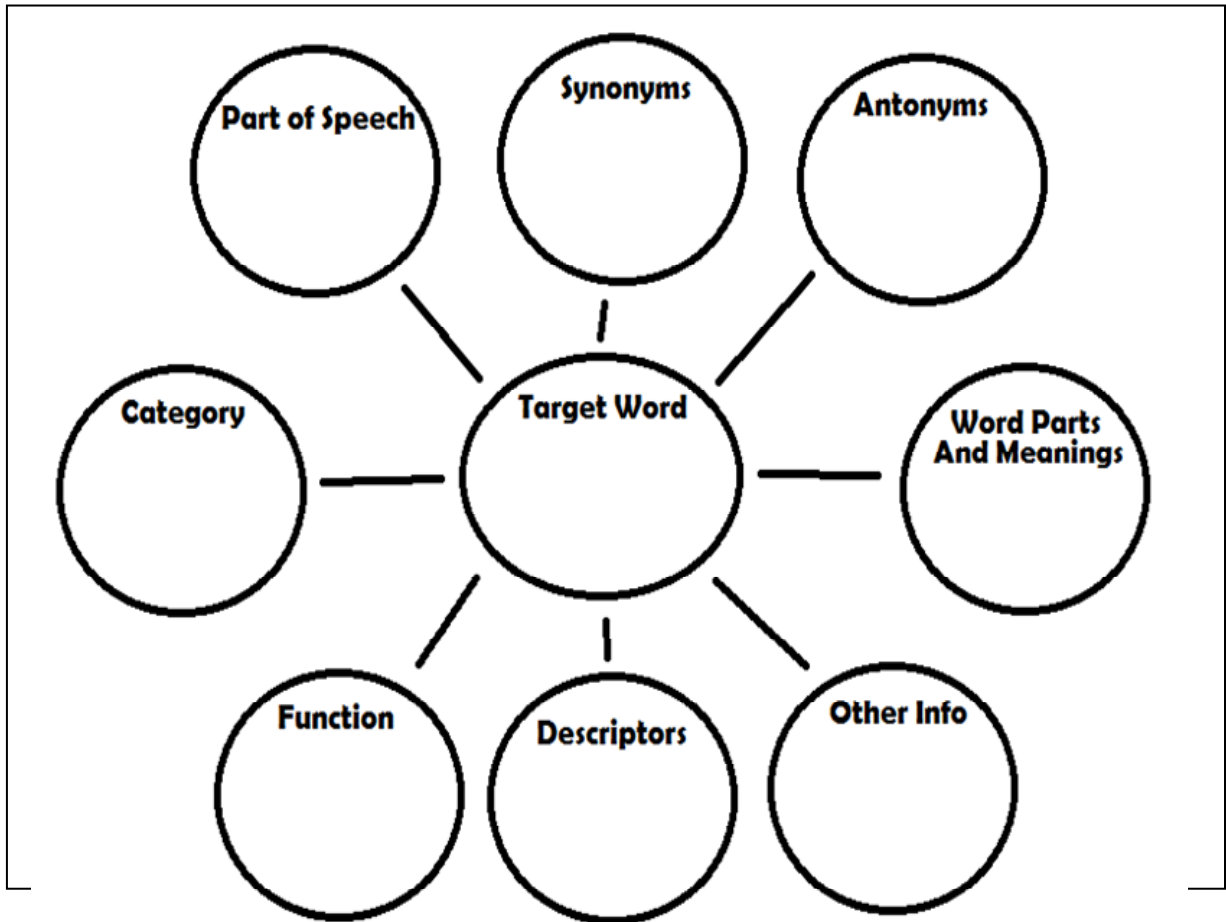 Part of Speech
Synonyms
Antonyms
Category
Target Word
Word Parts
And Meanings
Function
Descriptors
Other Info